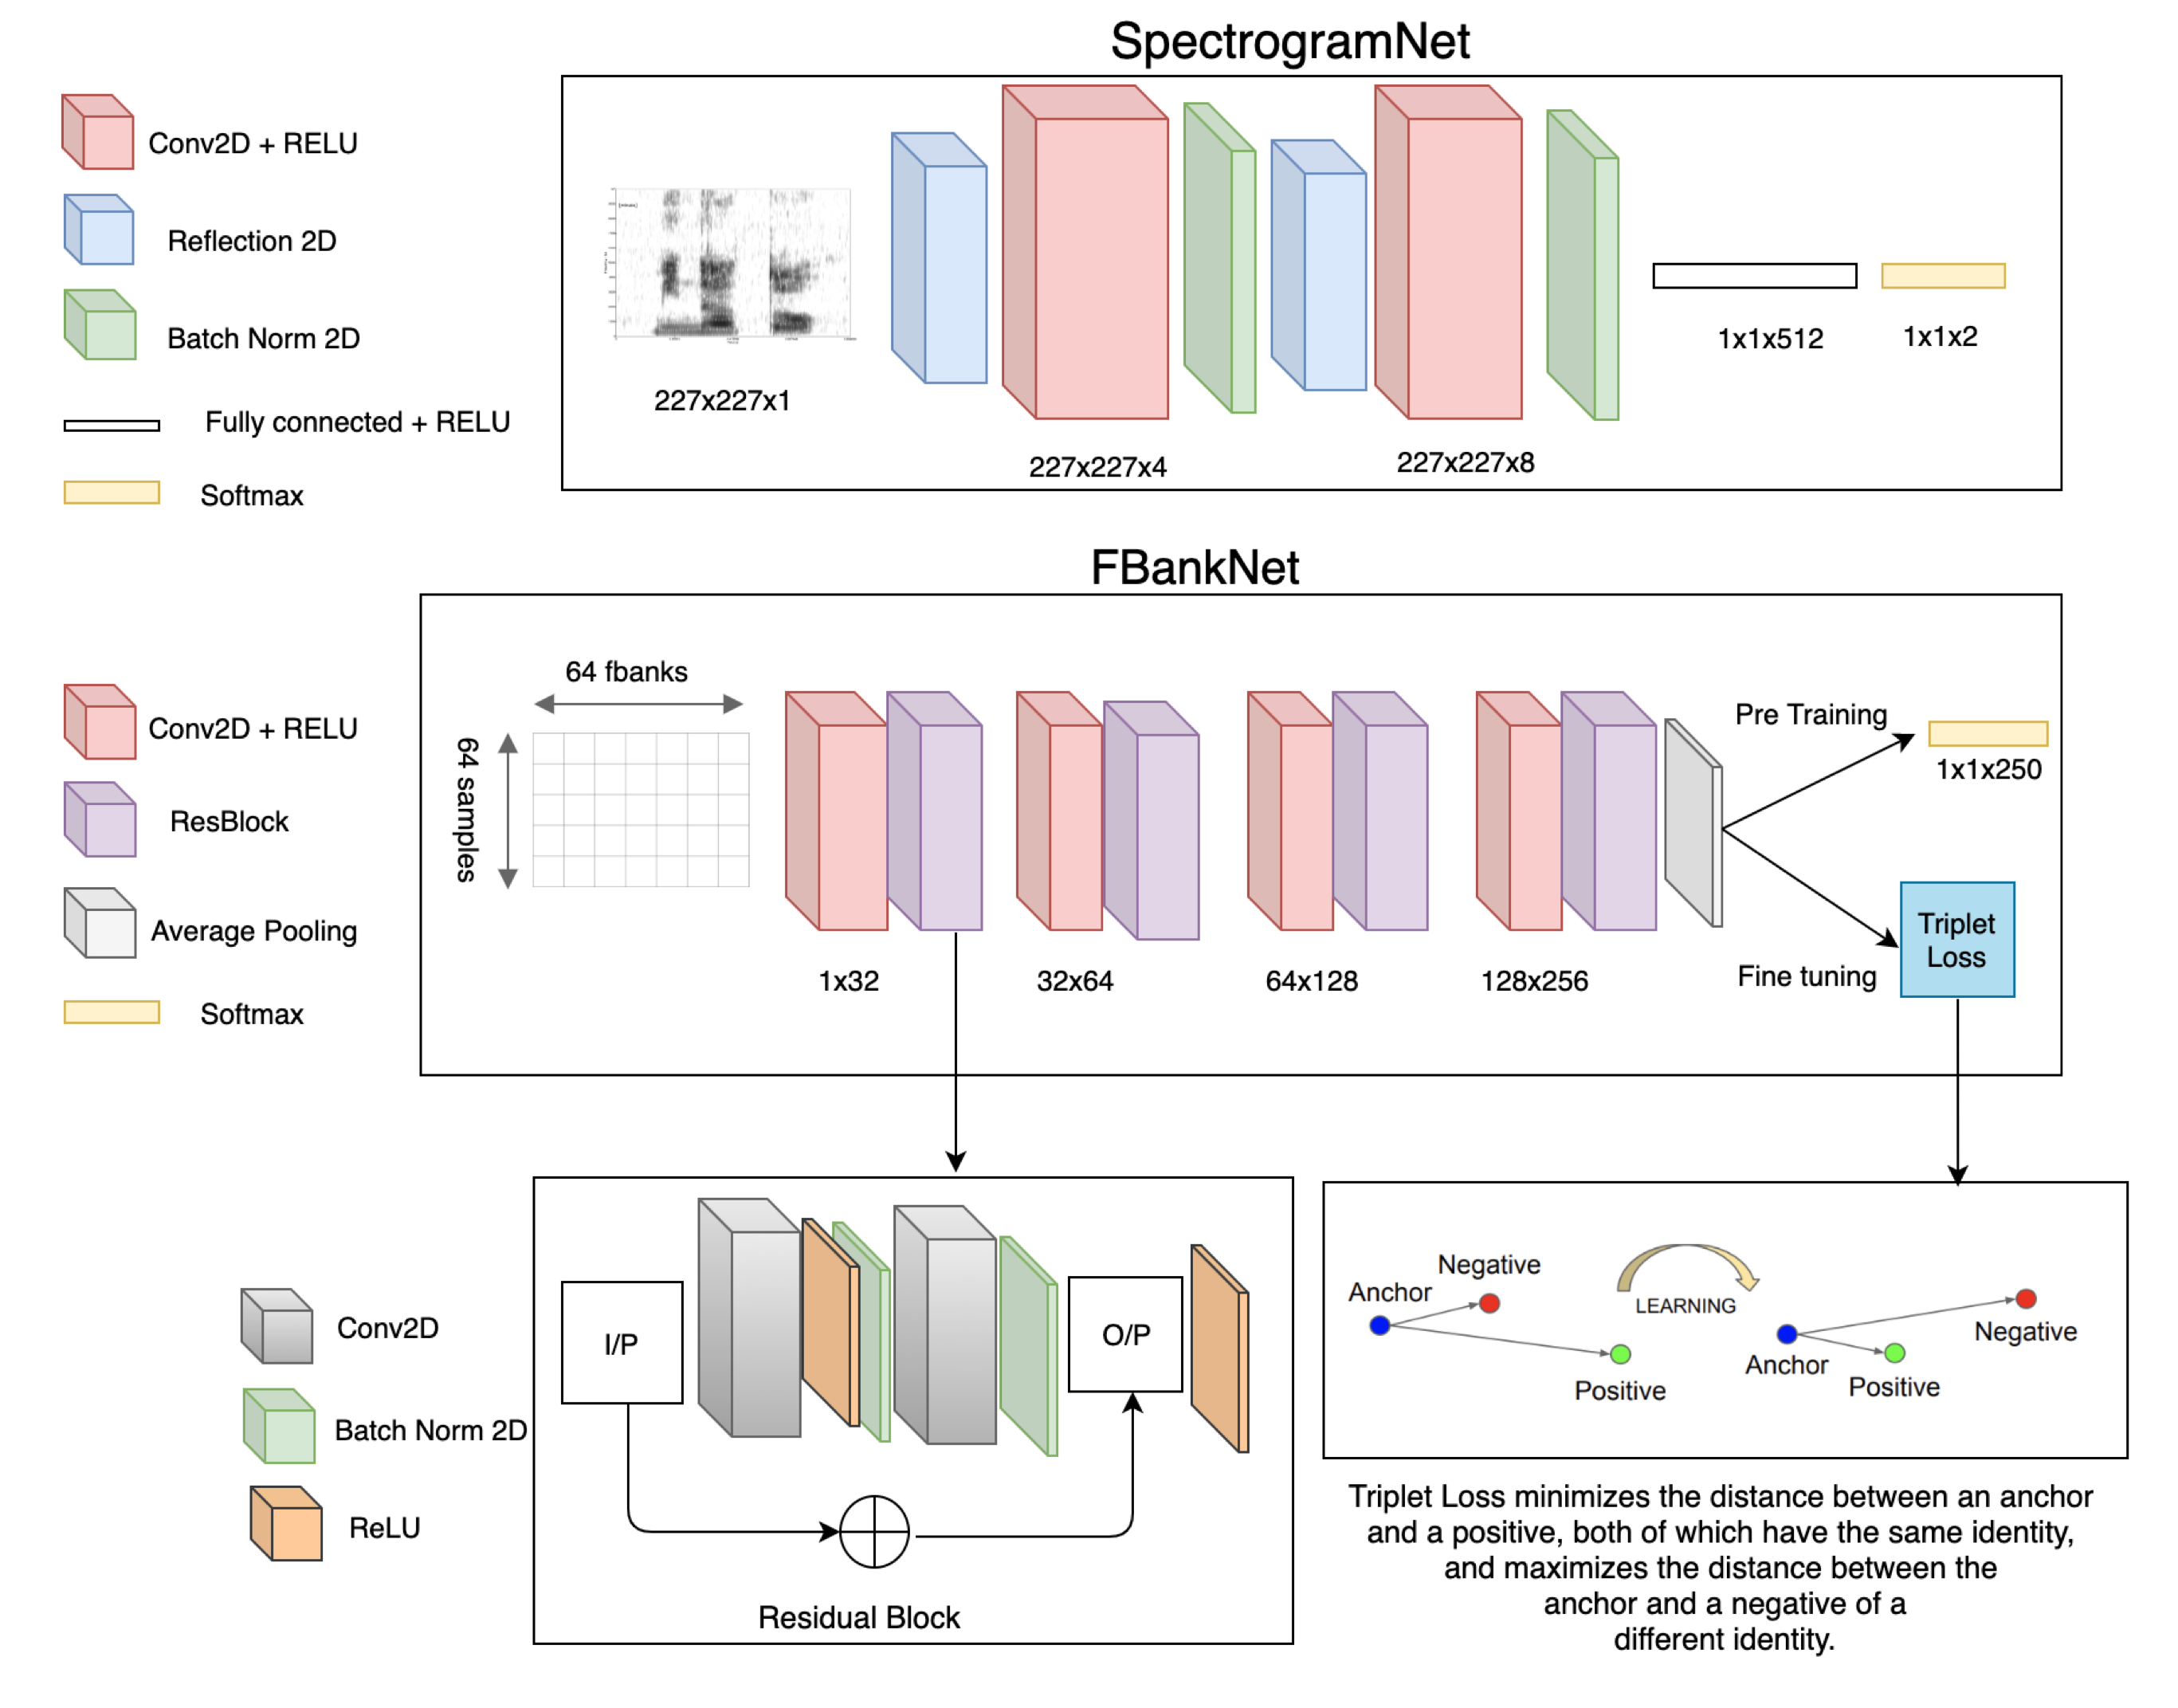 SpectrogramNet
Conv2D + RELU
Reflection 2D
Batch Norm 2D
Fully connected + RELU
Softmax
227x227x1
227x227x4
227x227x8
1x1x512
1x1x2
FBankNet
Conv2D + RELU
ResBlock
Average Pooling
Softmax
64 fbanks
64 samples
1x32
32x64
64x128
128x256
Pre Training
1x1x250
Fine tuning
Triplet
Loss
Conv2D
Batch Norm 2D
ReLU
I/P
O/P
Residual Block
Anchor
Negative
Positive
LEARNING
Anchor
Positive
Negative
Triplet Loss minimizes the distance between an anchor
and a positive, both of which have the same identity,
and maximizes the distance between the
anchor and a negative of a
different identity.